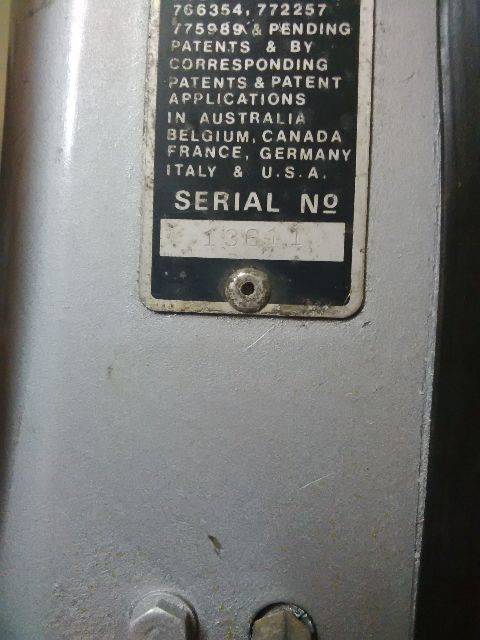 766354, 772257
775989 & PENDING
PATENTS & BY
CORRESPONDING
PATENTS & PATENT
APPLICATIONS
IN AUSTRALIA
BELGIUM, CANADA
FRANCE, GERMANY
ITALY & U.S.A.
SERIAL Nº
13611